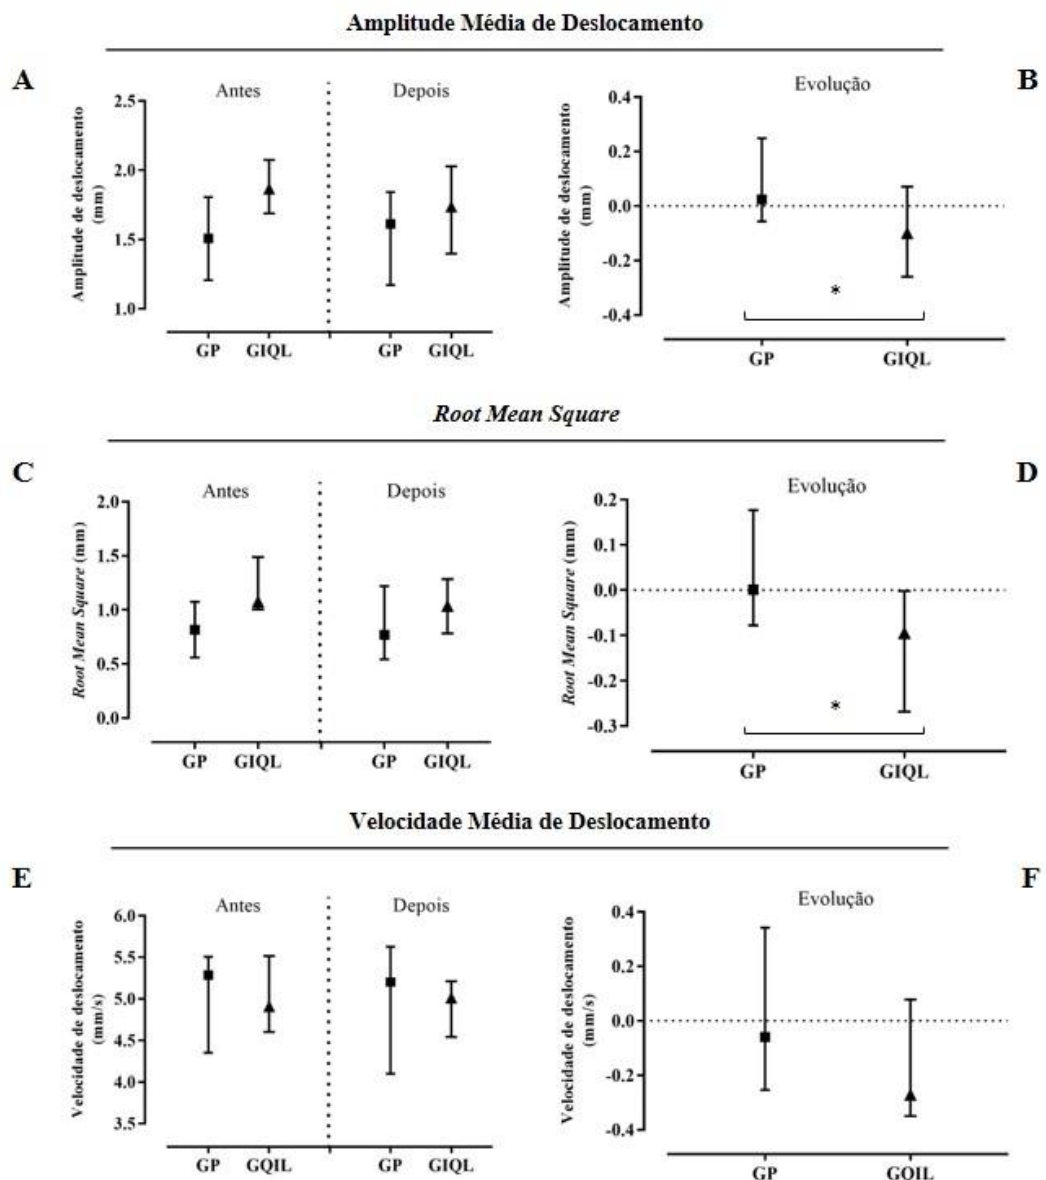 Amplitude Média de Deslocamento
A
Antes
Depois
Amplitude de deslocamento
(mm)
2.5
2.0
1.5
1.0
GP
GIQL
GP
GIQL
B
Evolução
Amplitude de deslocamento
(mm)
0.4
0.2
0.0
-0.2
-0.4
*
GP
GIQL
Root Mean Square
C
Antes
Depois
Root Mean Square (mm)
2.0
1.5
1.0
0.5
0.0
GP
GIQL
GP
GIQL
D
Evolução
Root Mean Square (mm)
0.2
0.1
0.0
-0.1
-0.2
-0.3
*
GP
GIQL
Velocidade Média de Deslocamento
E
Antes
Depois
Velocidade de deslocamento
(mm/s)
6.0
5.5
5.0
4.5
4.0
3.5
GP
GQIL
GP
GIQL
F
Evolução
Velocidade de deslocamento
(mm/s)
0.4
0.2
0.0
-0.2
-0.4
GP
GQIL